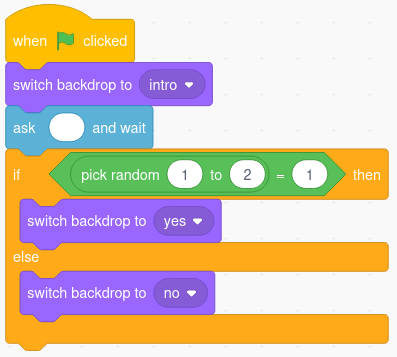 when clicked
switch backdrop to intro
ask and wait
if pick random 1 to 2 = 1 then
switch backdrop to yes
else
switch backdrop to no